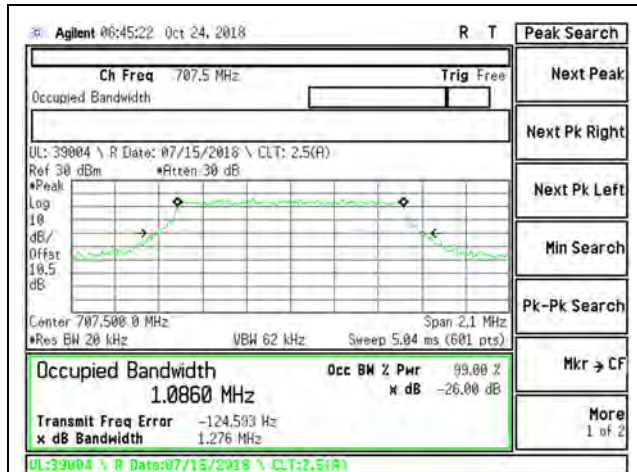 Agilent 06:45:22 Oct 24, 2018 R T
Peak Search
Ch Freq 707.5 MHz Trig Free
Occupied Bandwidth
UL: 39004 \ R Date: 07/15/2018 \ CLT: 2.5(A)
Ref 30 dBm #Atten 30 dB
#Peak
Log
10
dB/
Offst
10.5
dB
Center 707.500 0 MHz Span 2.1 MHz
#Res BW 20 kHz VBW 62 kHz Sweep 5.04 ms (601 pts)
Occupied Bandwidth Occ BW % Pwr 99.00 %
1.0860 MHz x dB -26.00 dB
Transmit Freq Error -124.593 Hz
x dB Bandwidth 1.276 MHz
UL:39004 \ R Date:07/15/2018 \ CLT:2.5(A)
Next Peak
Next Pk Right
Next Pk Left
Min Search
Pk-Pk Search
Mkr → CF
More
1 of 2